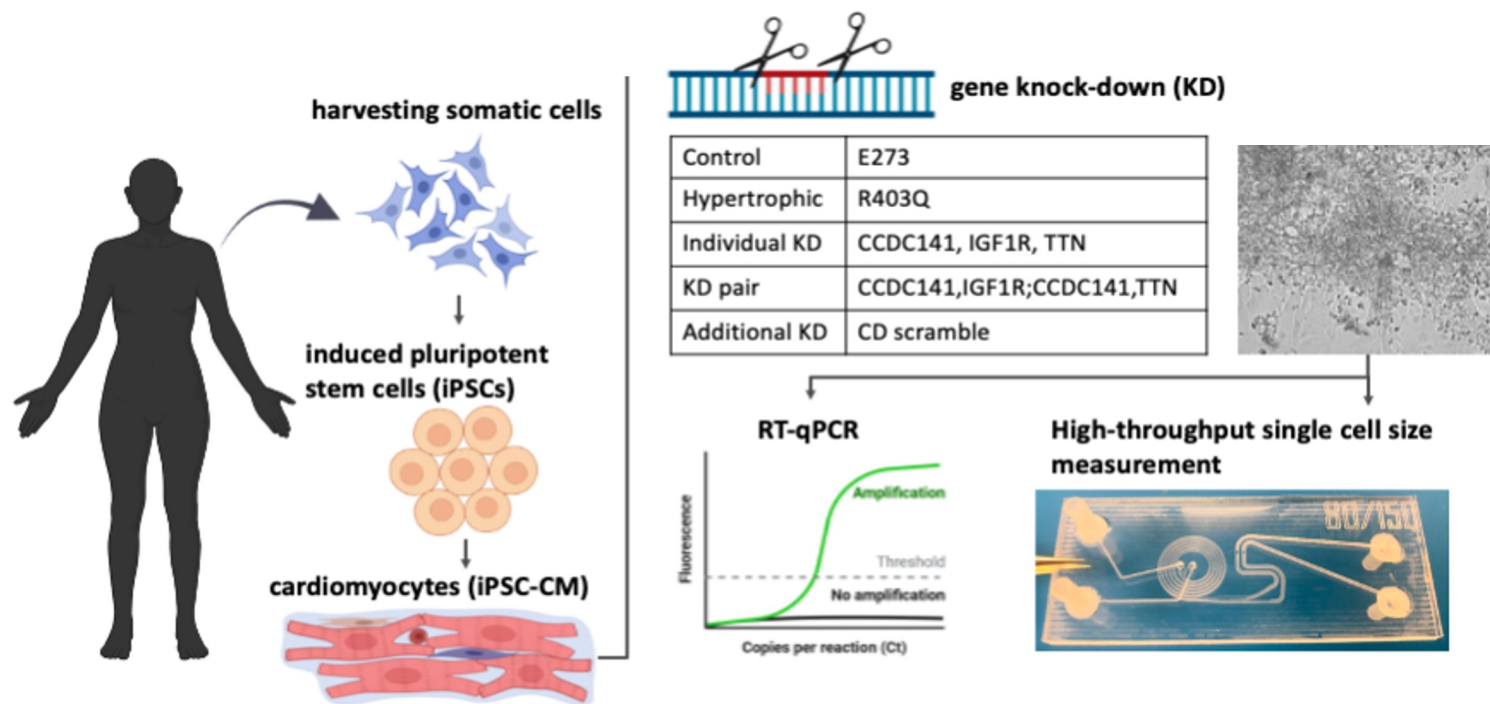 harvesting somatic cells
induced pluripotent
stem cells (iPSCs)
cardiomyocytes (iPSC-CM)
gene knock-down (KD)
Control E273
Hypertrophic R403Q
Individual KD CCDC141, IGF1R, TTN
KD pair CCDC141,IGF1R;CCDC141,TTN
Additional KD CD scramble
RT-qPCR
Fluorescence
Amplification
Threshold
No amplification
Copies per reaction (Ct)
High-throughput single cell size
measurement
80/150